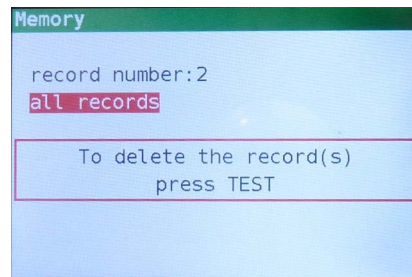 Memory
record number:2
all records
To delete the record(s)
press TEST